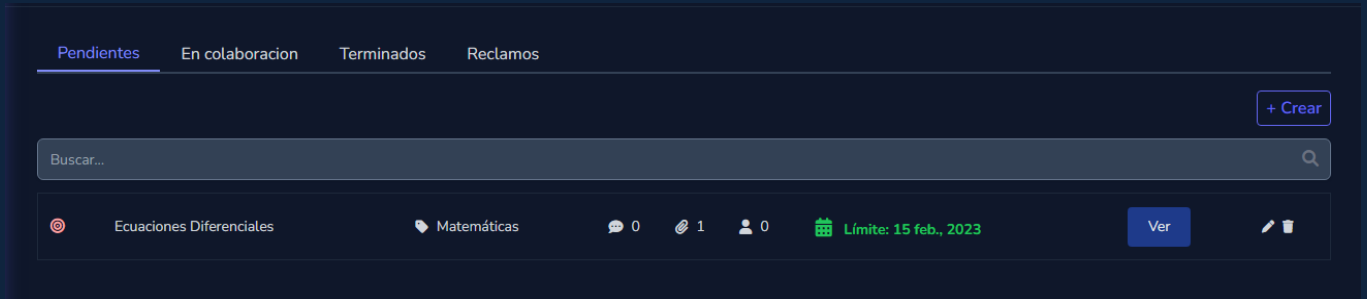 Pendientes En colaboracion Terminados Reclamos
+ Crear
Buscar...
Ecuaciones Diferenciales Matemáticas 0 1 0 Límite: 15 feb., 2023 Ver